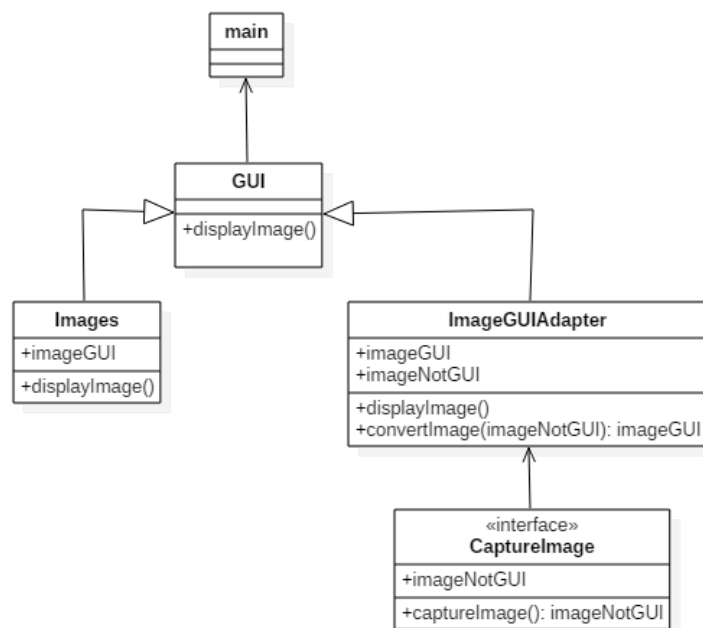 main
GUI
+displayImage()
Images
+imageGUI
+displayImage()
ImageGUIAdapter
+imageGUI
+imageNotGUI
+displayImage()
+convertImage(imageNotGUI): imageGUI
«interface»
CaptureImage
+imageNotGUI
+captureImage(): imageNotGUI